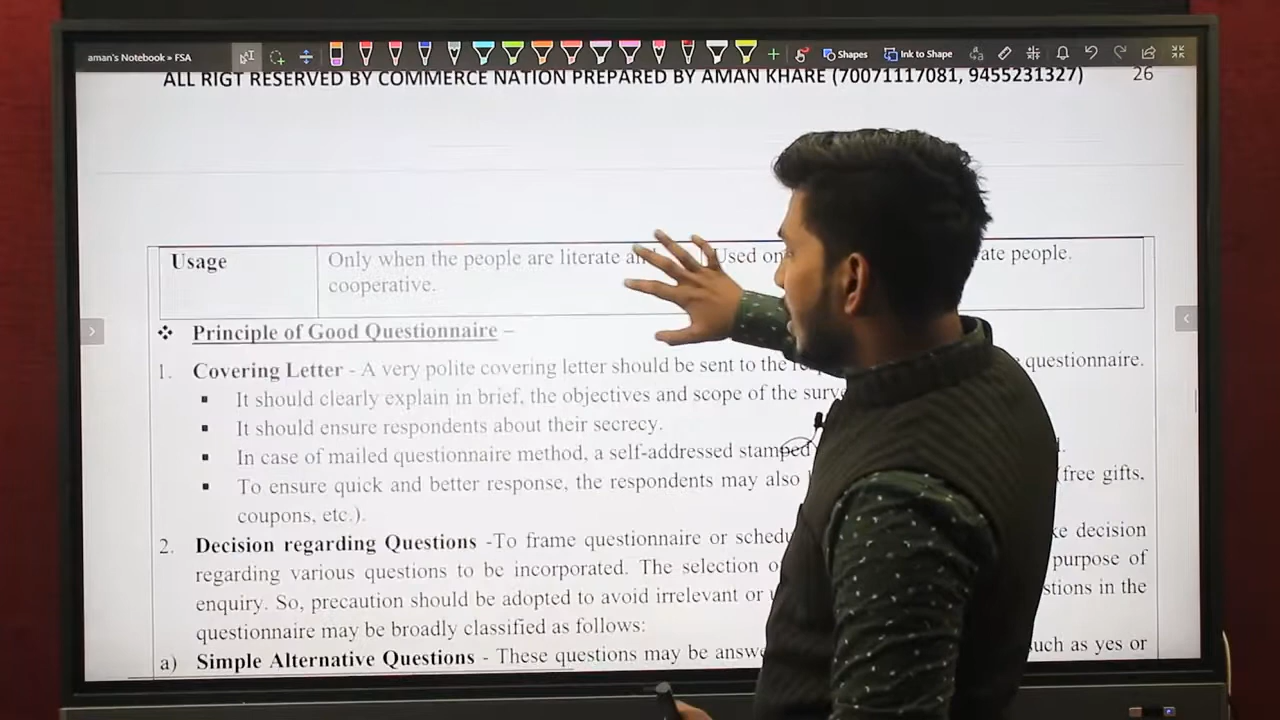 aman's Notebook » FSA
Shapes
Ink to Shape
ALL RIGT RESERVED BY COMMERCE NATION PREPARED BY AMAN KHARE (70071117081, 9455231327) 26
Usage
Only when the people are literate
cooperative.
Used
people.
❖ Principle of Good Questionnaire –
1. Covering Letter - A very polite covering letter should be sent to the questionnaire.
▪ It should clearly explain in brief, the objectives and scope of the
▪ It should ensure respondents about their secrecy.
▪ In case of mailed questionnaire method, a self-addressed stamped
▪ To ensure quick and better response, the respondents may also (free gifts,
coupons, etc.).
2. Decision regarding Questions -To frame questionnaire or decision
regarding various questions to be incorporated. The selection purpose of
enquiry. So, precaution should be adopted to avoid irrelevant or in the
questionnaire may be broadly classified as follows:
a) Simple Alternative Questions - These questions may be such as yes or